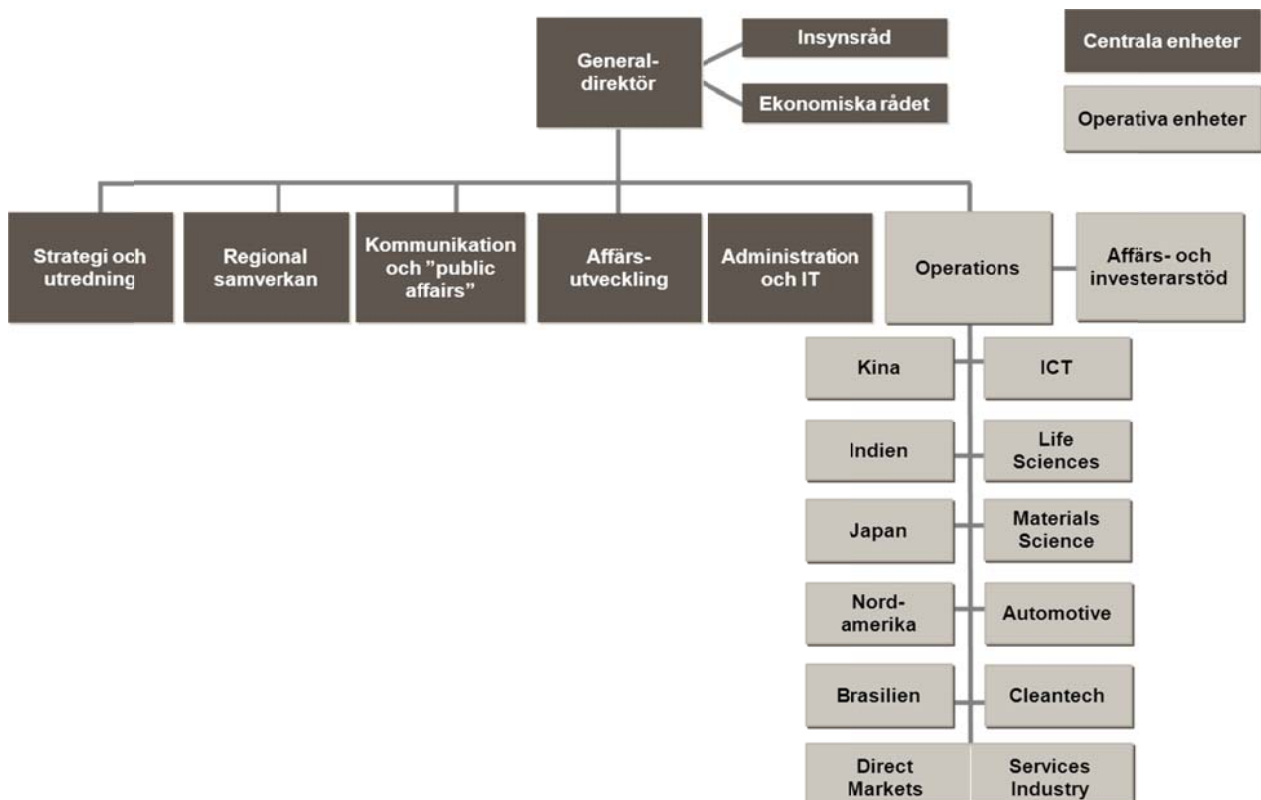 General-
direktör
Insynsråd
Ekonomiska rådet
Centrala enheter
Operativa enheter
Strategi och
utredning
Regional
samverkan
Kommunikation
och ”public
affairs”
Affärs-
utveckling
Administration
och IT
Operations
Affärs- och
investerarstöd
Kina
ICT
Indien
Life
Sciences
Japan
Materials
Science
Nord-
amerika
Automotive
Brasilien
Cleantech
Direct
Markets
Services
Industry